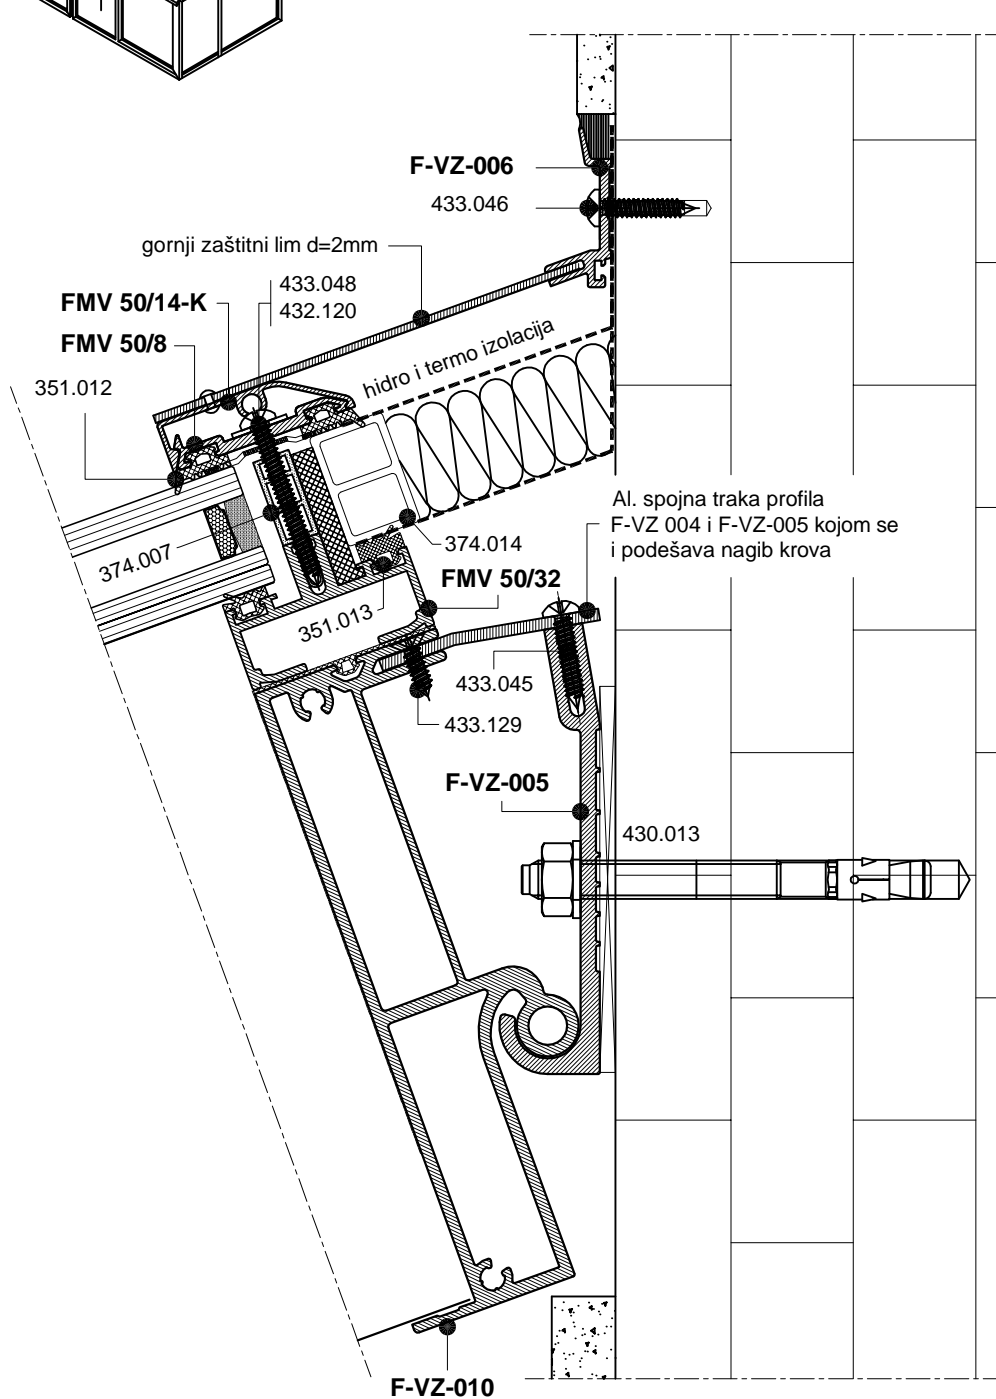 F-VZ-006
433.046
gornji zaštitni lim d=2mm
433.048
432.120
FMV 50/14-K
FMV 50/8
351.012
hidro i termo izolacija
Al. spojna traka profila
F-VZ 004 i F-VZ-005 kojom se
i podešava nagib krova
374.007
374.014
FMV 50/32
351.013
433.045
433.129
F-VZ-005
430.013
F-VZ-010